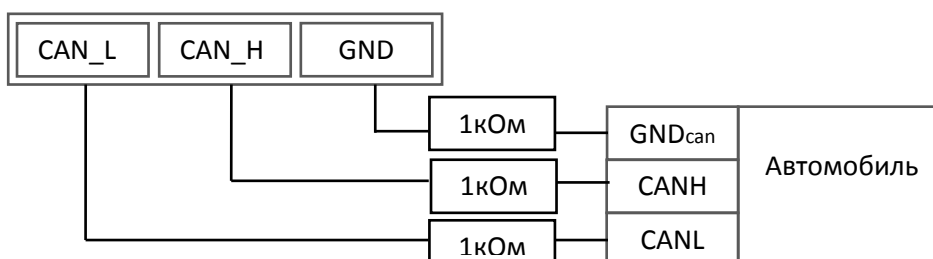 CAN_L CAN_H GND
1кОм GNDcan
Автомобиль
1кОм CANH
1кОм CANL